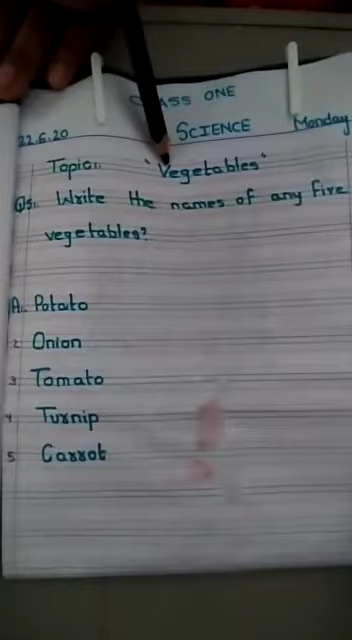 CLASS ONE
22.6.20 SCIENCE Monday
Topic:. "Vegetables"
Q5:. Write the names of any five
vegetables?
A:. Potato
2 Onion
3 Tomato
4 Turnip
5 Carrot